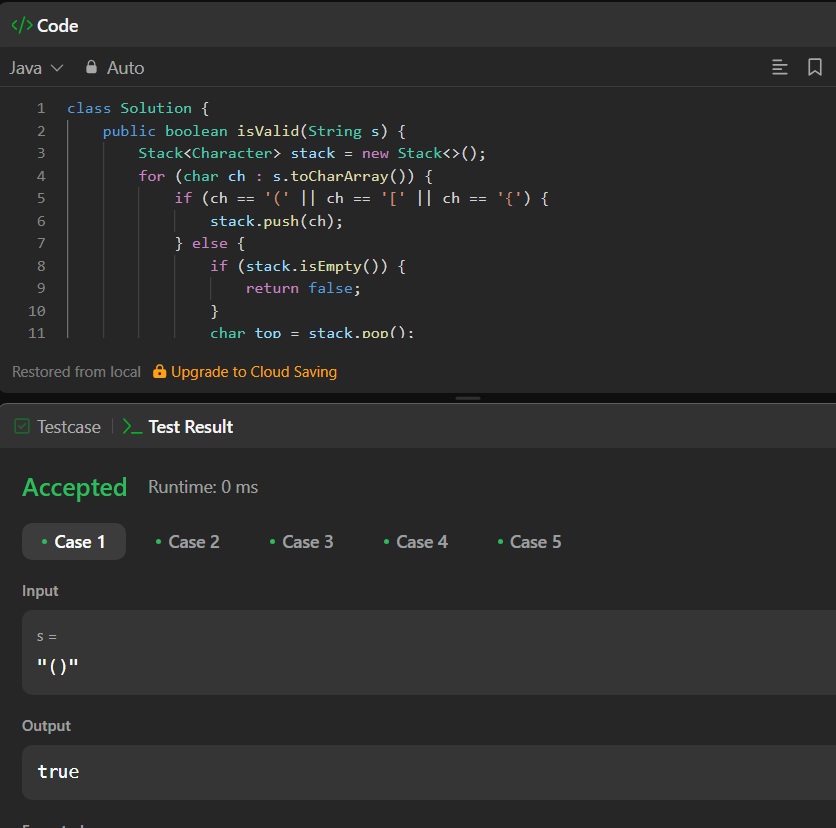 </> Code
Java Auto
1 class Solution {
2 public boolean isValid(String s) {
3 Stack<Character> stack = new Stack<>();
4 for (char ch : s.toCharArray()) {
5 if (ch == '(' || ch == '[' || ch == '{') {
6 stack.push(ch);
7 } else {
8 if (stack.isEmpty()) {
9 return false;
10 }
11 char top = stack.pop();
Restored from local Upgrade to Cloud Saving
Testcase >_ Test Result
Accepted Runtime: 0 ms
• Case 1 • Case 2 • Case 3 • Case 4 • Case 5
Input
s =
"()"
Output
true